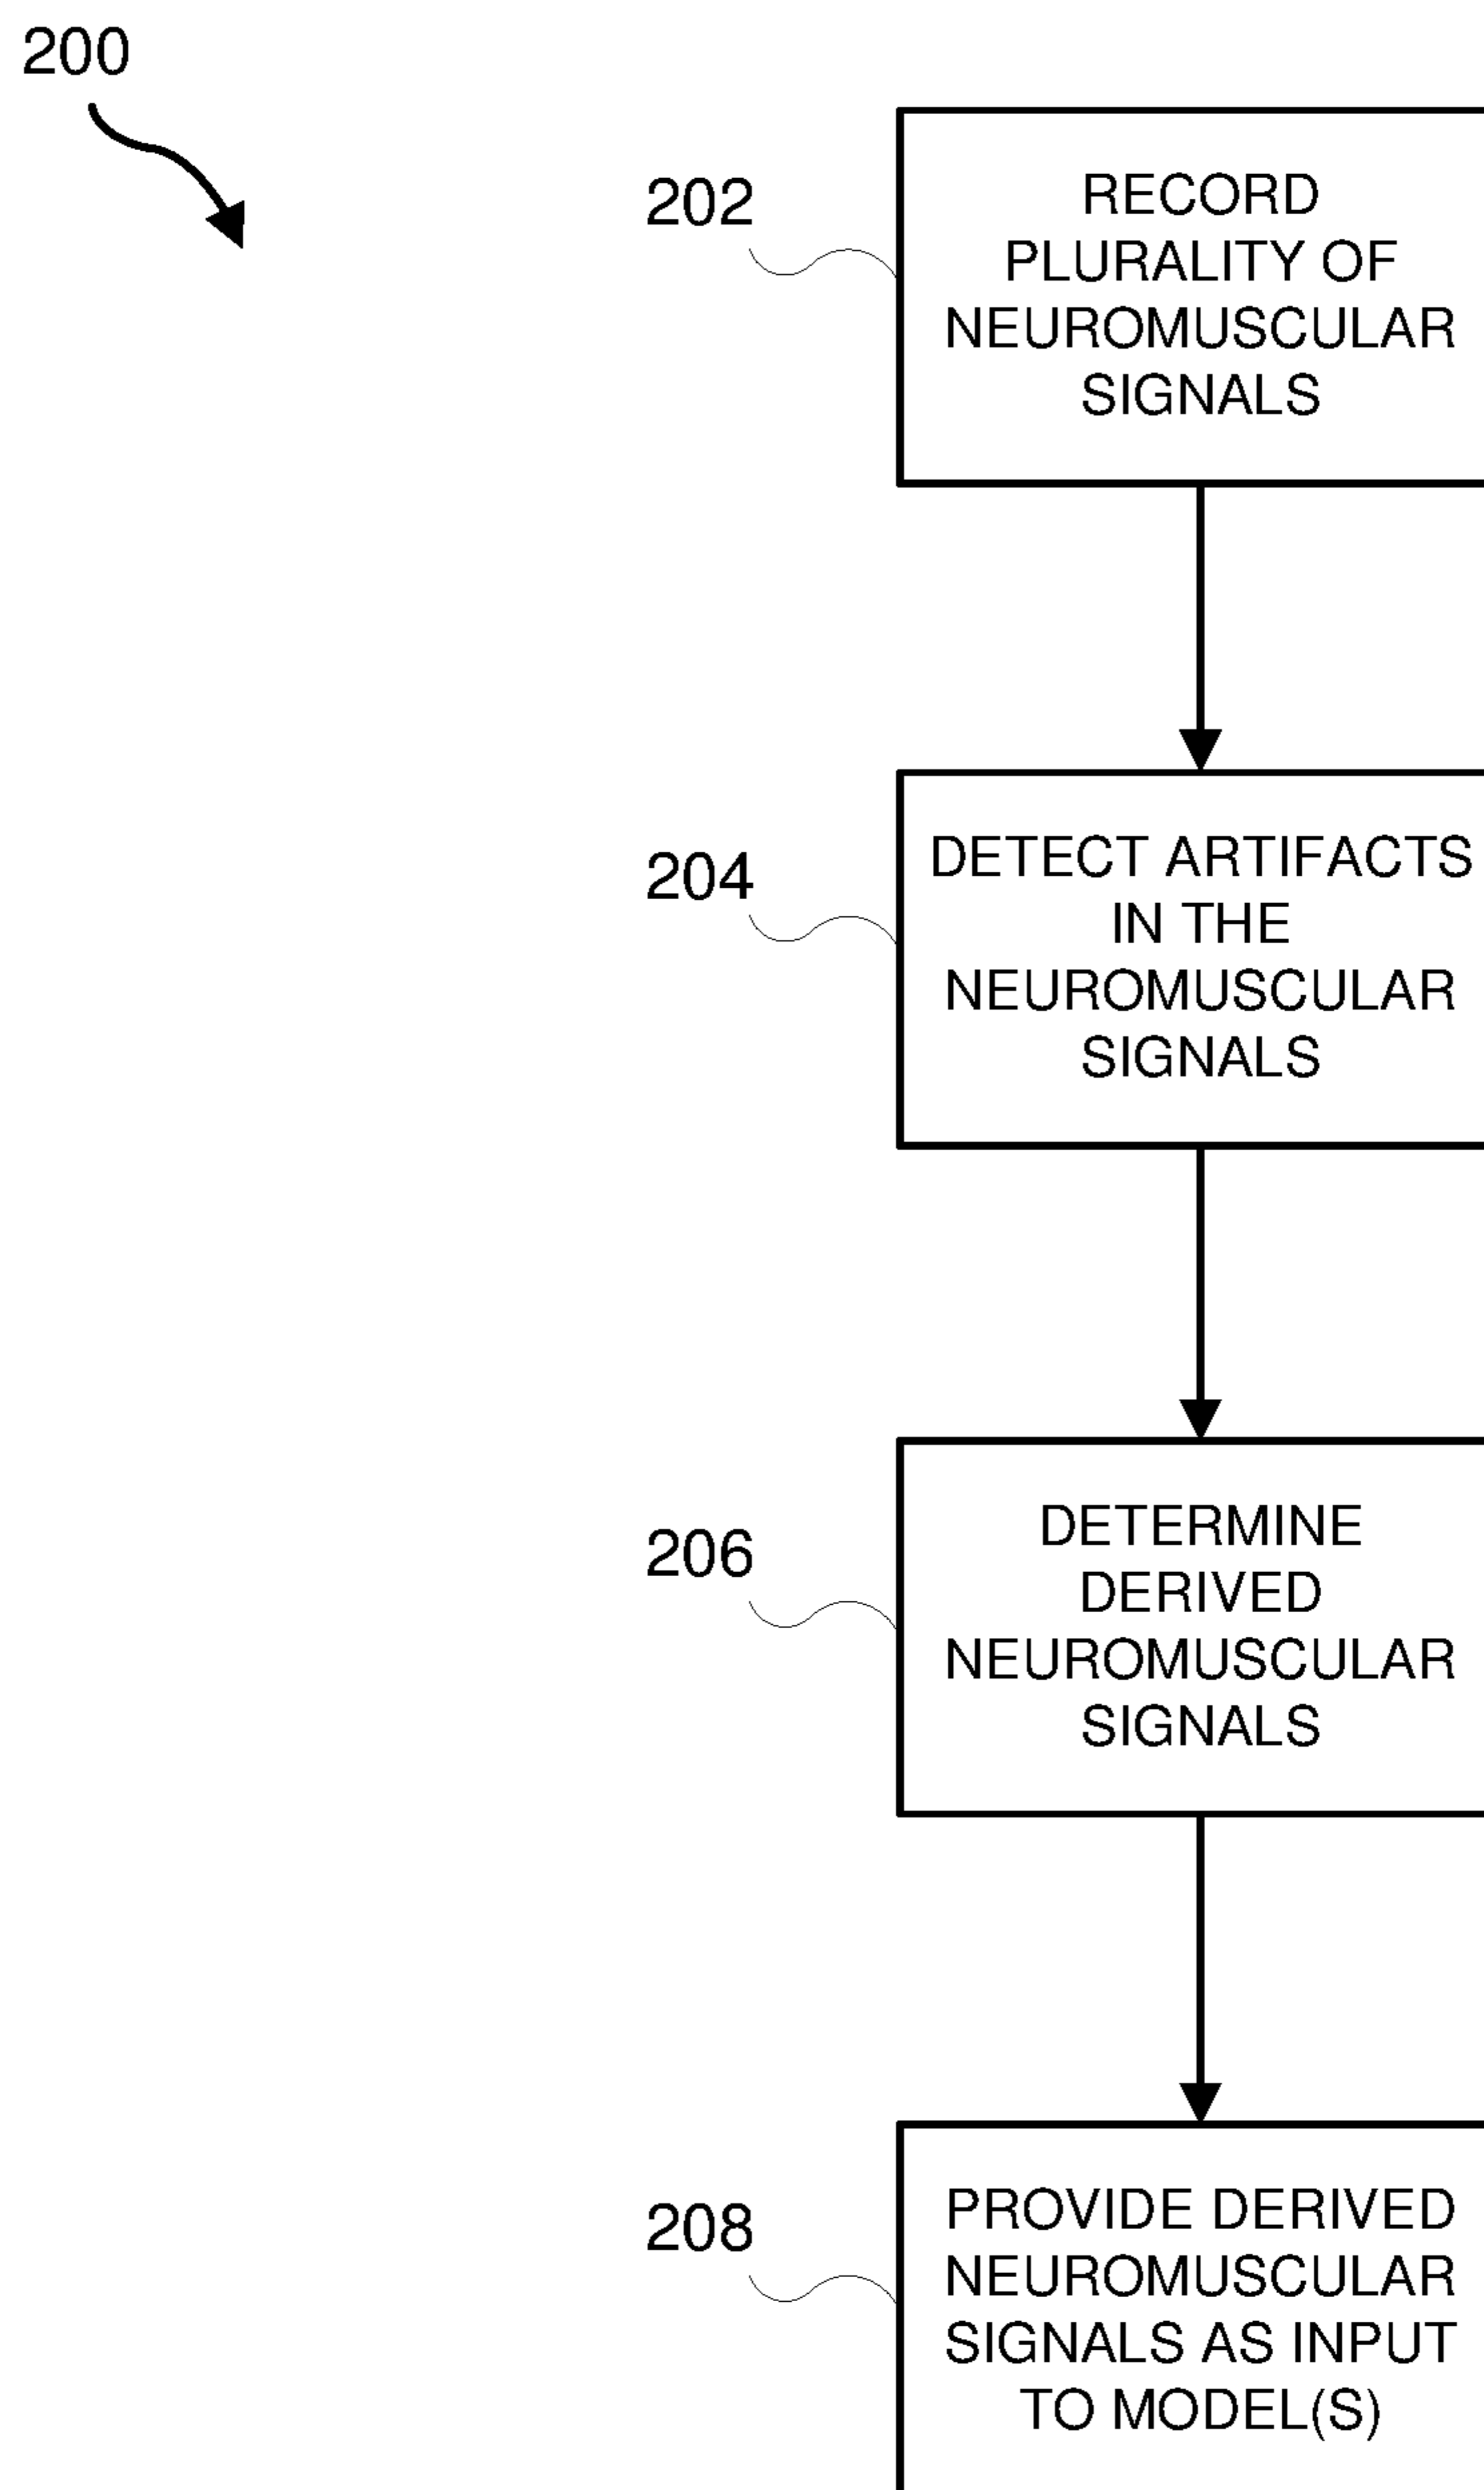 200
202
RECORD
PLURALITY OF
NEUROMUSCULAR
SIGNALS
204
DETECT ARTIFACTS
IN THE
NEUROMUSCULAR
SIGNALS
206
DETERMINE
DERIVED
NEUROMUSCULAR
SIGNALS
208
PROVIDE DERIVED
NEUROMUSCULAR
SIGNALS AS INPUT
TO MODEL(S)